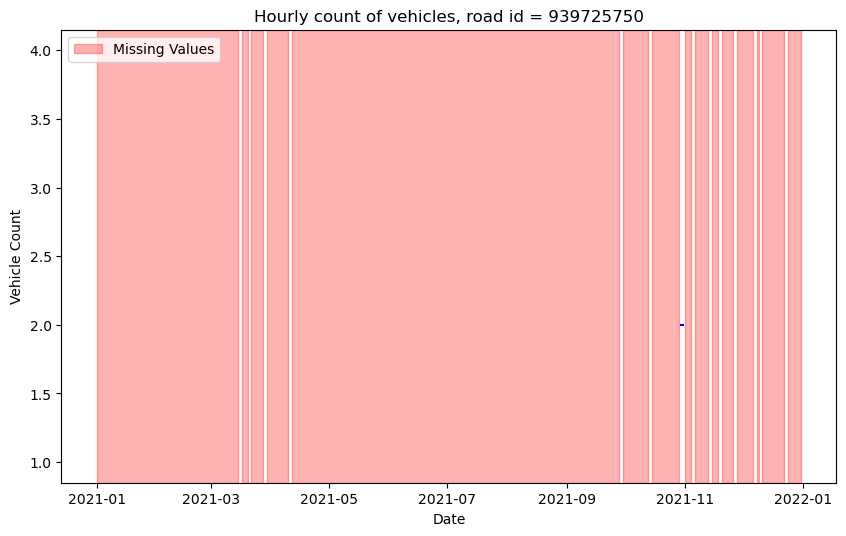 Hourly count of vehicles, road id = 939725750
Missing Values
Vehicle Count
4.0
3.5
3.0
2.5
2.0
1.5
1.0
2021-01 2021-03 2021-05 2021-07 2021-09 2021-11 2022-01
Date